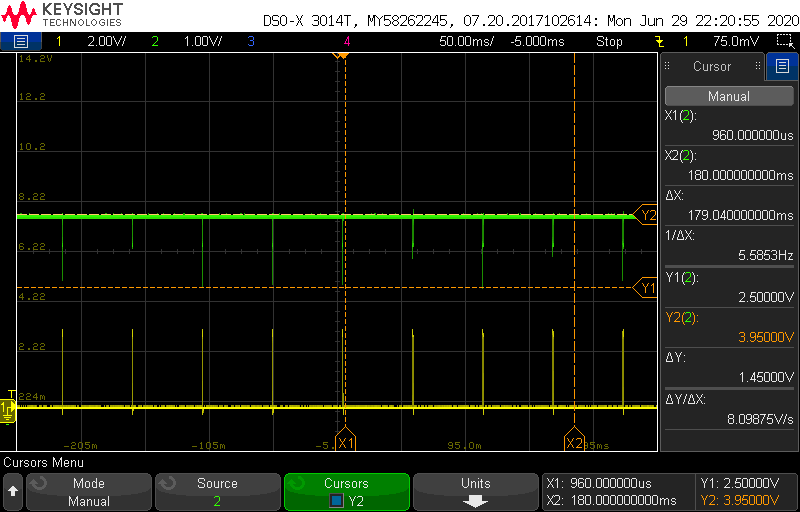 KEYSIGHT
TECHNOLOGIES
DSO-X 3014T, MY58262245, 07.20.2017102614: Mon Jun 29 22:20:55 2020
1 2.00V/ 2 1.00V/ 3 4 50.00ms/ -5.000ms Stop 1 75.0mV
14.2V
12.2
10.2
8.22
6.22
4.22
2.22
224m
-205m -105m -5. 95.0m 95ms
T
Y2
Y1
X1
X2
Cursor
Manual
X1(2):
960.000000us
X2(2):
180.000000000ms
ΔX:
179.040000000ms
1/ΔX:
5.5853Hz
Y1(2):
2.50000V
Y2(2):
3.95000V
ΔY:
1.45000V
ΔY/ΔX:
8.09875V/s
Cursors Menu
Mode
Manual
Source
2
Cursors
Y2
Units
X1: 960.000000us
X2: 180.000000000ms
Y1: 2.50000V
Y2: 3.95000V